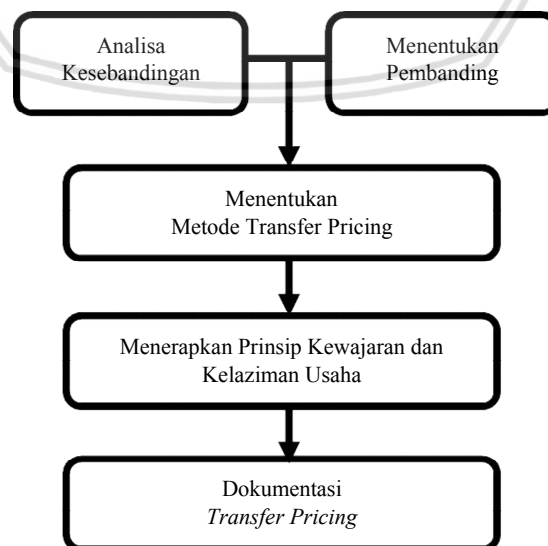 Analisa
Kesebandingan
Menentukan
Pembanding
Menentukan
Metode Transfer Pricing
Menerapkan Prinsip Kewajaran dan
Kelaziman Usaha
Dokumentasi
Transfer Pricing